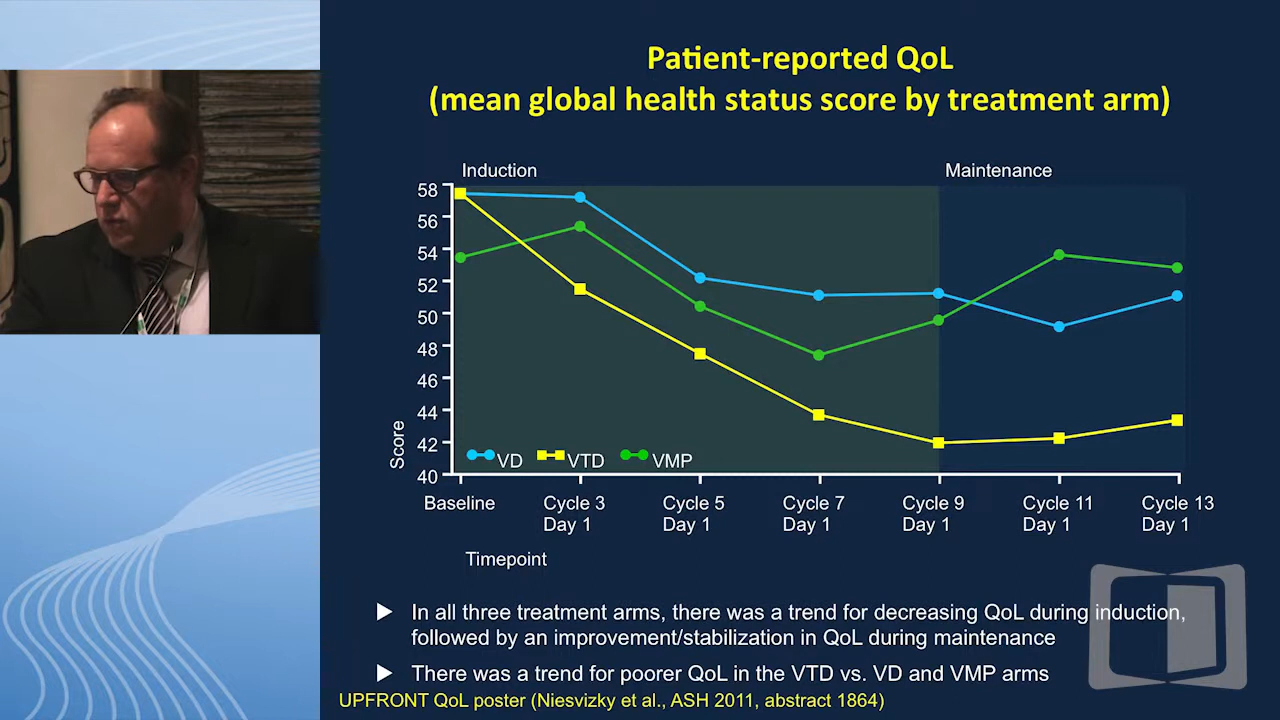 Patient-reported QoL
(mean global health status score by treatment arm)
Induction
Maintenance
58
56
54
52
50
48
46
44
42
40
Score
VD VTD VMP
Baseline Cycle 3 Cycle 5 Cycle 7 Cycle 9 Cycle 11 Cycle 13
Day 1 Day 1 Day 1 Day 1 Day 1 Day 1
Timepoint
▶ In all three treatment arms, there was a trend for decreasing QoL during induction,
followed by an improvement/stabilization in QoL during maintenance
▶ There was a trend for poorer QoL in the VTD vs. VD and VMP arms
UPFRONT QoL poster (Niesvizky et al., ASH 2011, abstract 1864)